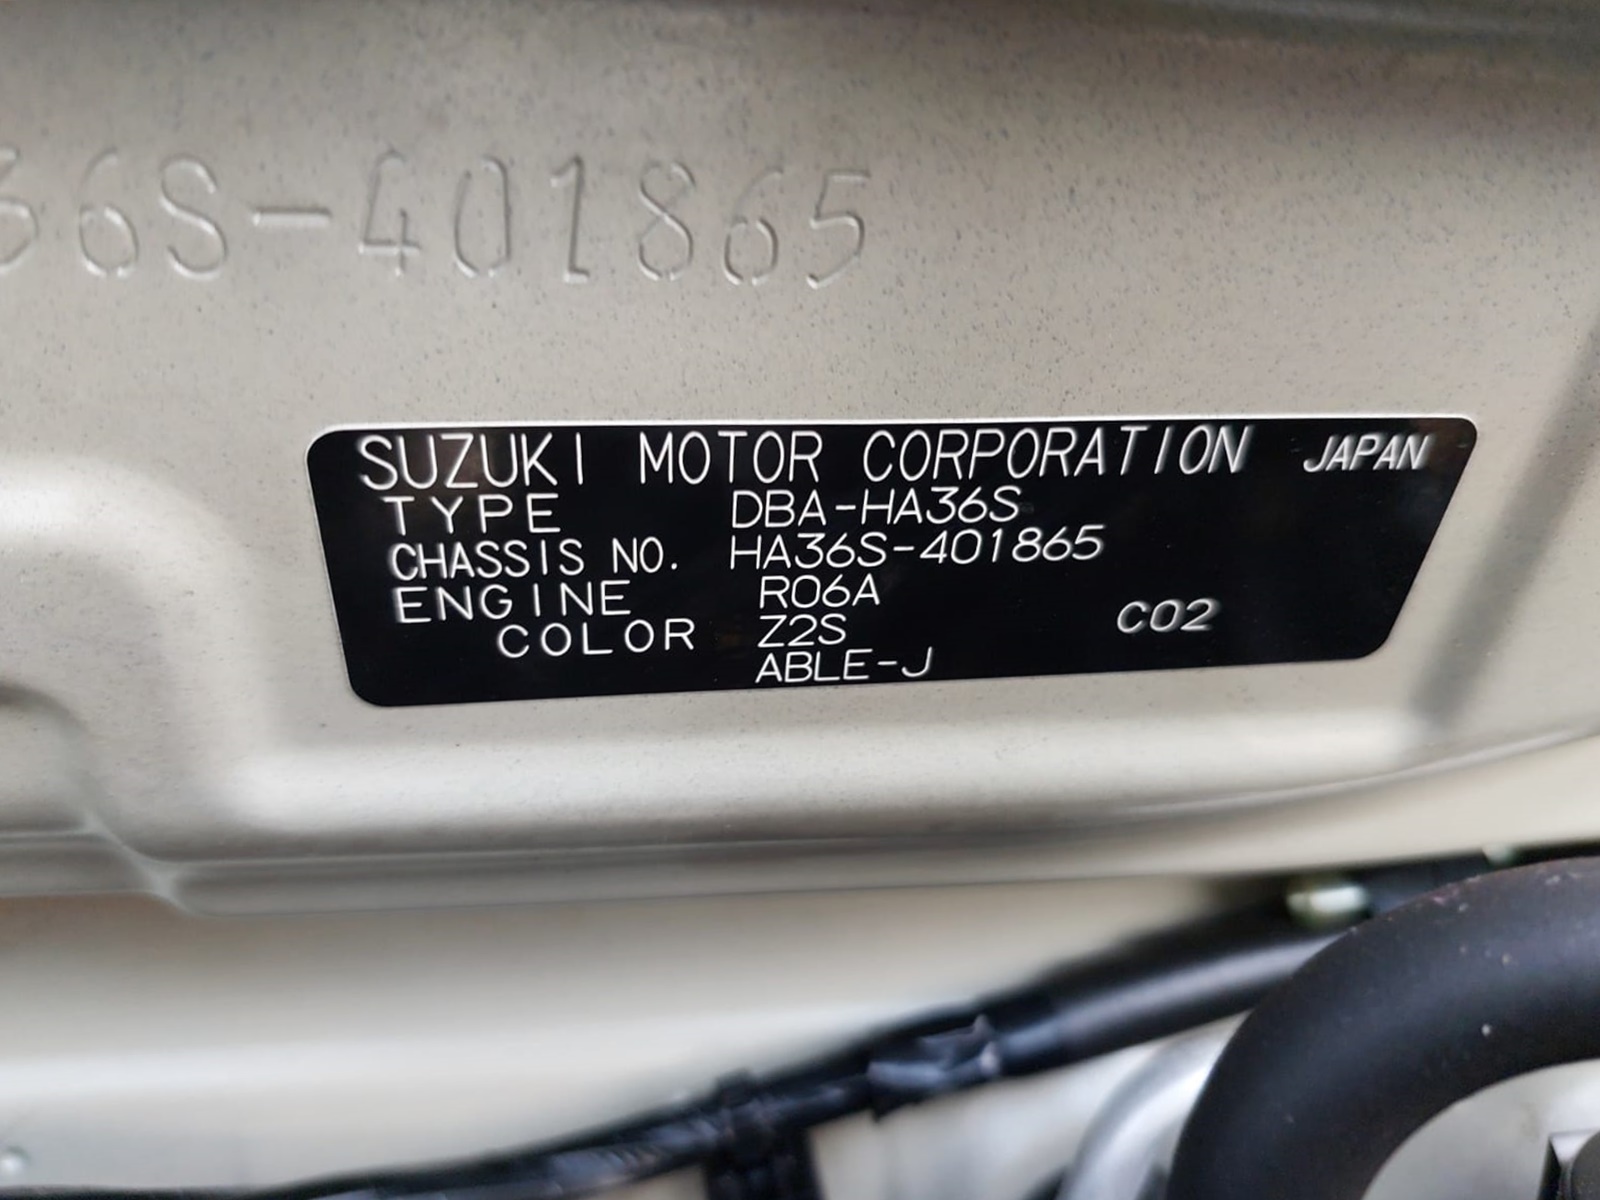 36S-401865
SUZUKI MOTOR CORPORATION JAPAN
TYPE DBA-HA36S
CHASSIS NO. HA36S-401865
ENGINE R06A
COLOR Z2S C02
ABLE-J